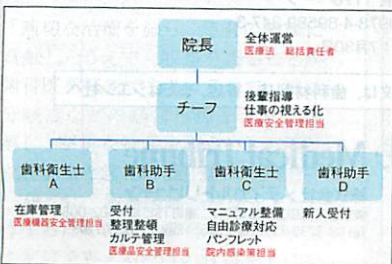 院長
全体運営
医療法　総括責任者
チーフ
後輩指導
仕事の視える化
医療安全管理担当
歯科衛生士
A
歯科助手
B
歯科衛生士
C
歯科助手
D
在庫管理
医療機器安全管理担当
受付
整理整頓
カルテ管理
医薬品安全管理担当
マニュアル整備
自由診療対応
パンフレット
院内感染業担
新人受付